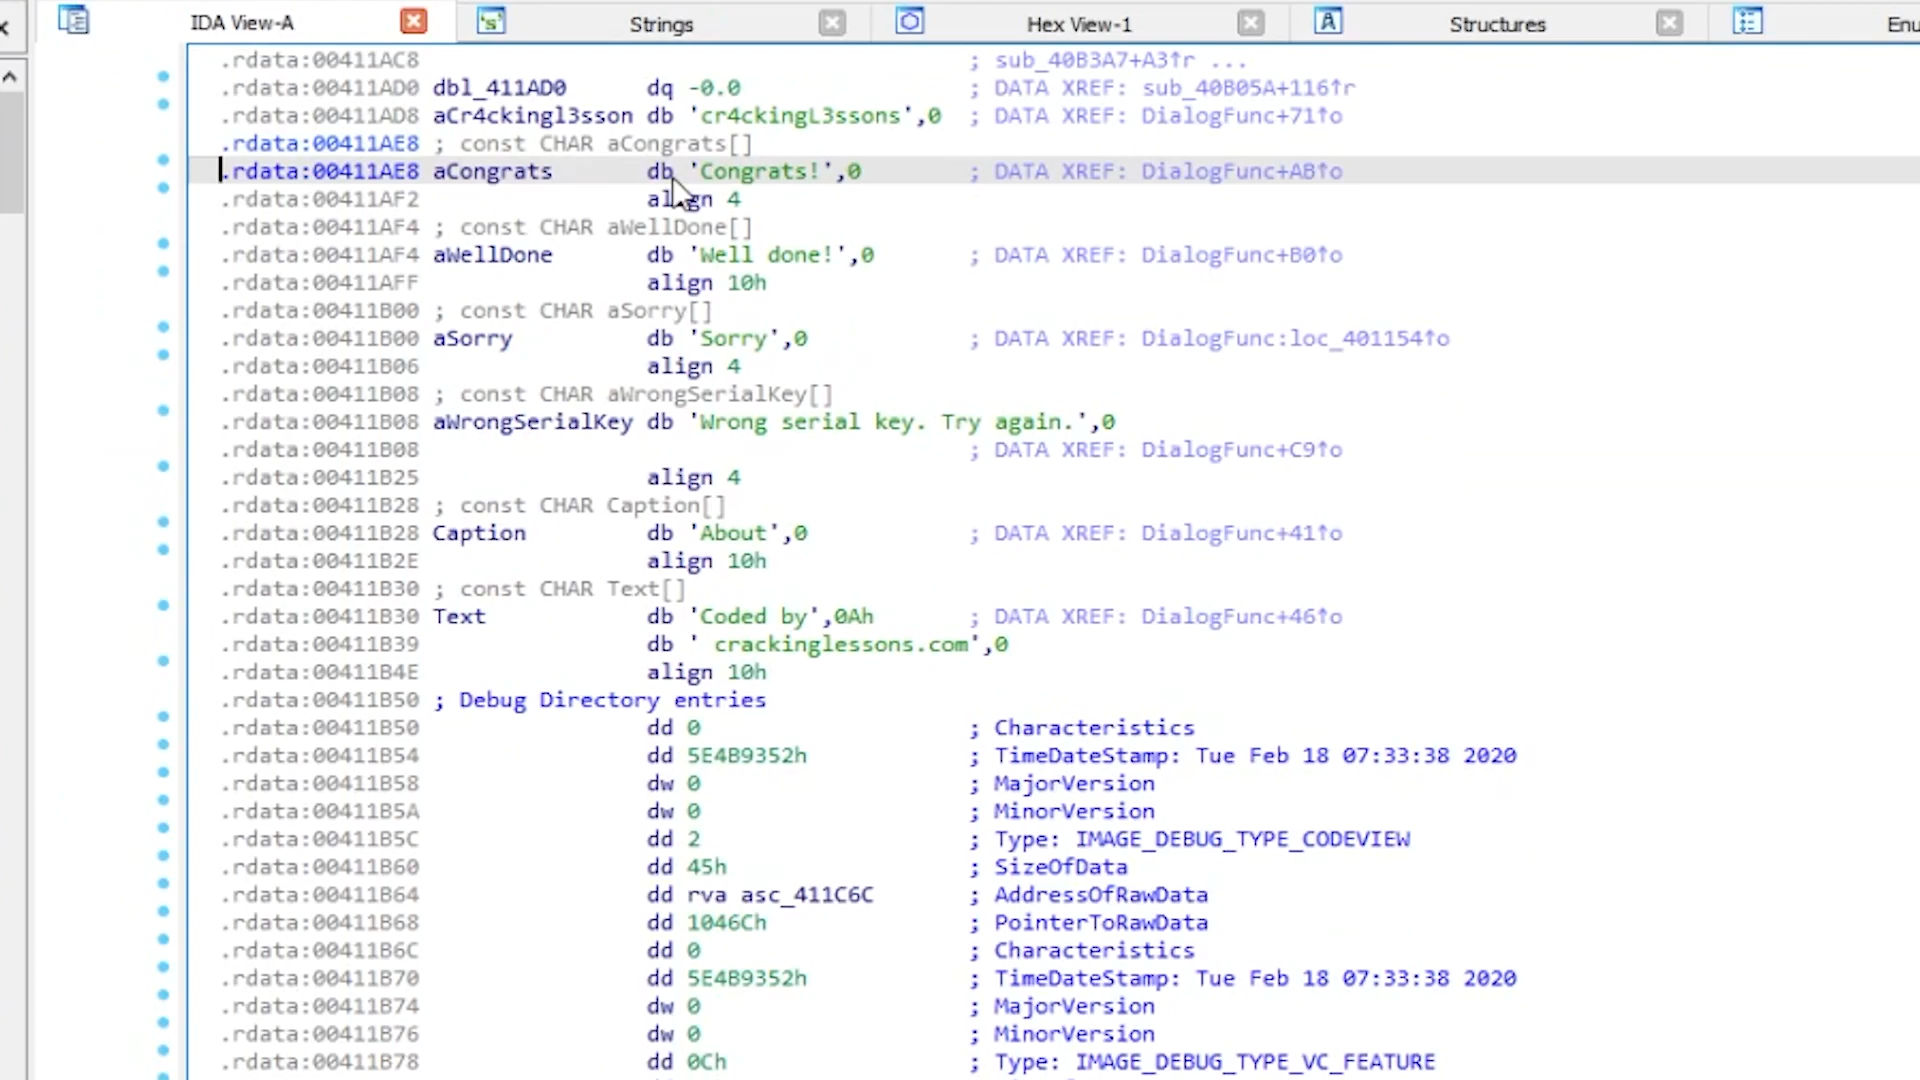 IDA View-A Strings Hex View-1 Structures Enu
.rdata:00411AC8 ; sub_40B3A7+A3↑r ...
.rdata:00411AD0 dbl_411AD0 dq -0.0 ; DATA XREF: sub_40B05A+116↑r
.rdata:00411AD8 aCr4ckingl3sson db 'cr4ckingL3ssons',0 ; DATA XREF: DialogFunc+71↑o
.rdata:00411AE8 ; const CHAR aCongrats[]
.rdata:00411AE8 aCongrats db 'Congrats!',0 ; DATA XREF: DialogFunc+AB↑o
.rdata:00411AF2 align 4
.rdata:00411AF4 ; const CHAR aWellDone[]
.rdata:00411AF4 aWellDone db 'Well done!',0 ; DATA XREF: DialogFunc+B0↑o
.rdata:00411AFF align 10h
.rdata:00411B00 ; const CHAR aSorry[]
.rdata:00411B00 aSorry db 'Sorry',0 ; DATA XREF: DialogFunc:loc_401154↑o
.rdata:00411B06 align 4
.rdata:00411B08 ; const CHAR aWrongSerialKey[]
.rdata:00411B08 aWrongSerialKey db 'Wrong serial key. Try again.',0
.rdata:00411B08 ; DATA XREF: DialogFunc+C9↑o
.rdata:00411B25 align 4
.rdata:00411B28 ; const CHAR Caption[]
.rdata:00411B28 Caption db 'About',0 ; DATA XREF: DialogFunc+41↑o
.rdata:00411B2E align 10h
.rdata:00411B30 ; const CHAR Text[]
.rdata:00411B30 Text db 'Coded by',0Ah ; DATA XREF: DialogFunc+46↑o
.rdata:00411B39 db ' crackinglessons.com',0
.rdata:00411B4E align 10h
.rdata:00411B50 ; Debug Directory entries
.rdata:00411B50 dd 0 ; Characteristics
.rdata:00411B54 dd 5E4B9352h ; TimeDateStamp: Tue Feb 18 07:33:38 2020
.rdata:00411B58 dw 0 ; MajorVersion
.rdata:00411B5A dw 0 ; MinorVersion
.rdata:00411B5C dd 2 ; Type: IMAGE_DEBUG_TYPE_CODEVIEW
.rdata:00411B60 dd 45h ; SizeOfData
.rdata:00411B64 dd rva asc_411C6C ; AddressOfRawData
.rdata:00411B68 dd 1046Ch ; PointerToRawData
.rdata:00411B6C dd 0 ; Characteristics
.rdata:00411B70 dd 5E4B9352h ; TimeDateStamp: Tue Feb 18 07:33:38 2020
.rdata:00411B74 dw 0 ; MajorVersion
.rdata:00411B76 dw 0 ; MinorVersion
.rdata:00411B78 dd 0Ch ; Type: IMAGE_DEBUG_TYPE_VC_FEATURE